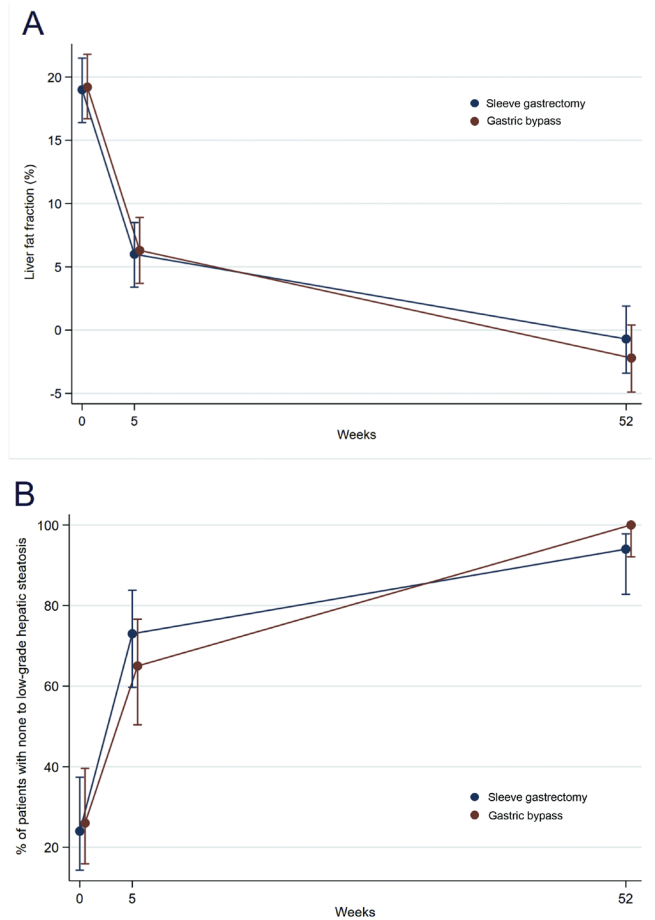 A
Liver fat fraction (%)
20
15
10
5
0
-5
Sleeve gastrectomy
Gastric bypass
0
5
52
Weeks
B
% of patients with none to low-grade hepatic steatosis
100
80
60
40
20
Sleeve gastrectomy
Gastric bypass
0
5
52
Weeks